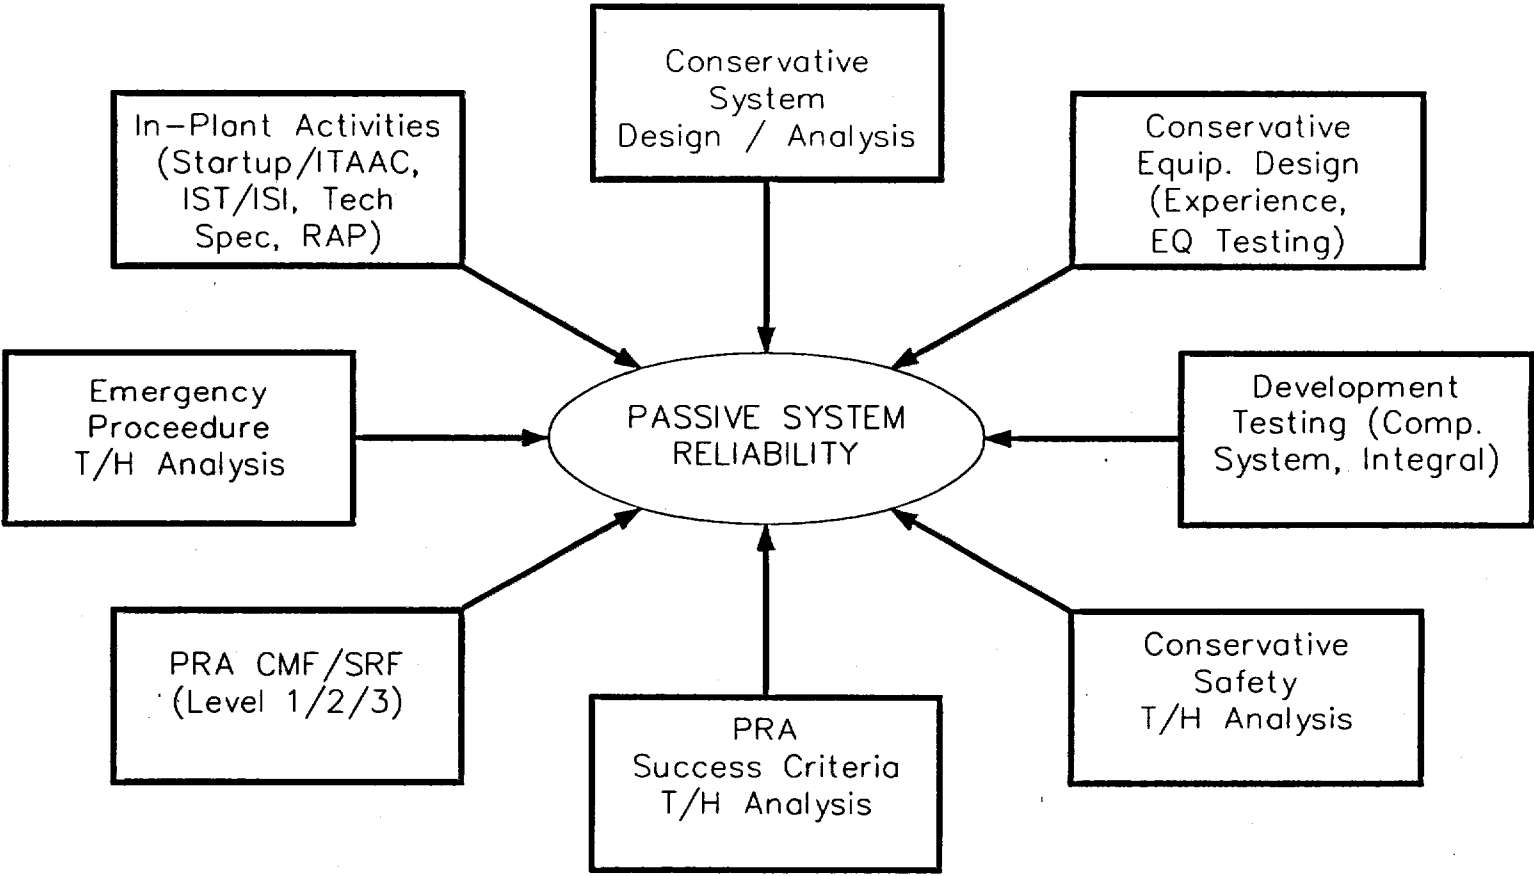 Conservative
System
Design / Analysis
In-Plant Activities
(Startup/ITAAC,
IST/ISI, Tech
Spec, RAP)
Conservative
Equip. Design
(Experience,
EQ Testing)
Emergency
Proceedure
T/H Analysis
PASSIVE SYSTEM
RELIABILITY
Development
Testing (Comp.
System, Integral)
PRA CMF/SRF
(Level 1/2/3)
PRA
Success Criteria
T/H Analysis
Conservative
Safety
T/H Analysis